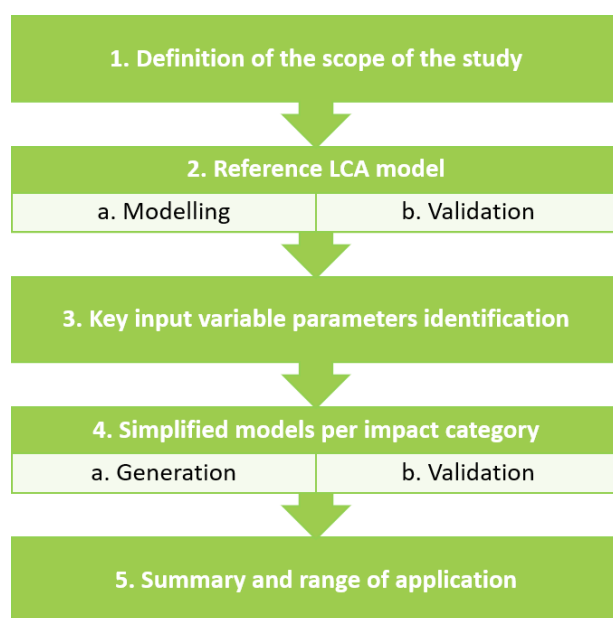 1. Definition of the scope of the study
2. Reference LCA model
a. Modelling
b. Validation
3. Key input variable parameters identification
4. Simplified models per impact category
a. Generation
b. Validation
5. Summary and range of application